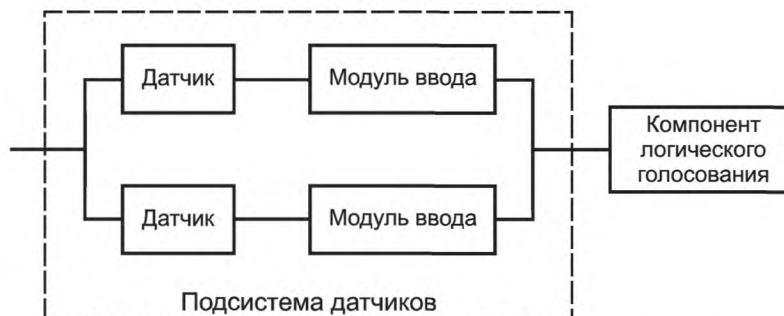 Датчик
Модуль ввода
Компонент
логического
голосования
Датчик
Модуль ввода
Подсистема датчиков